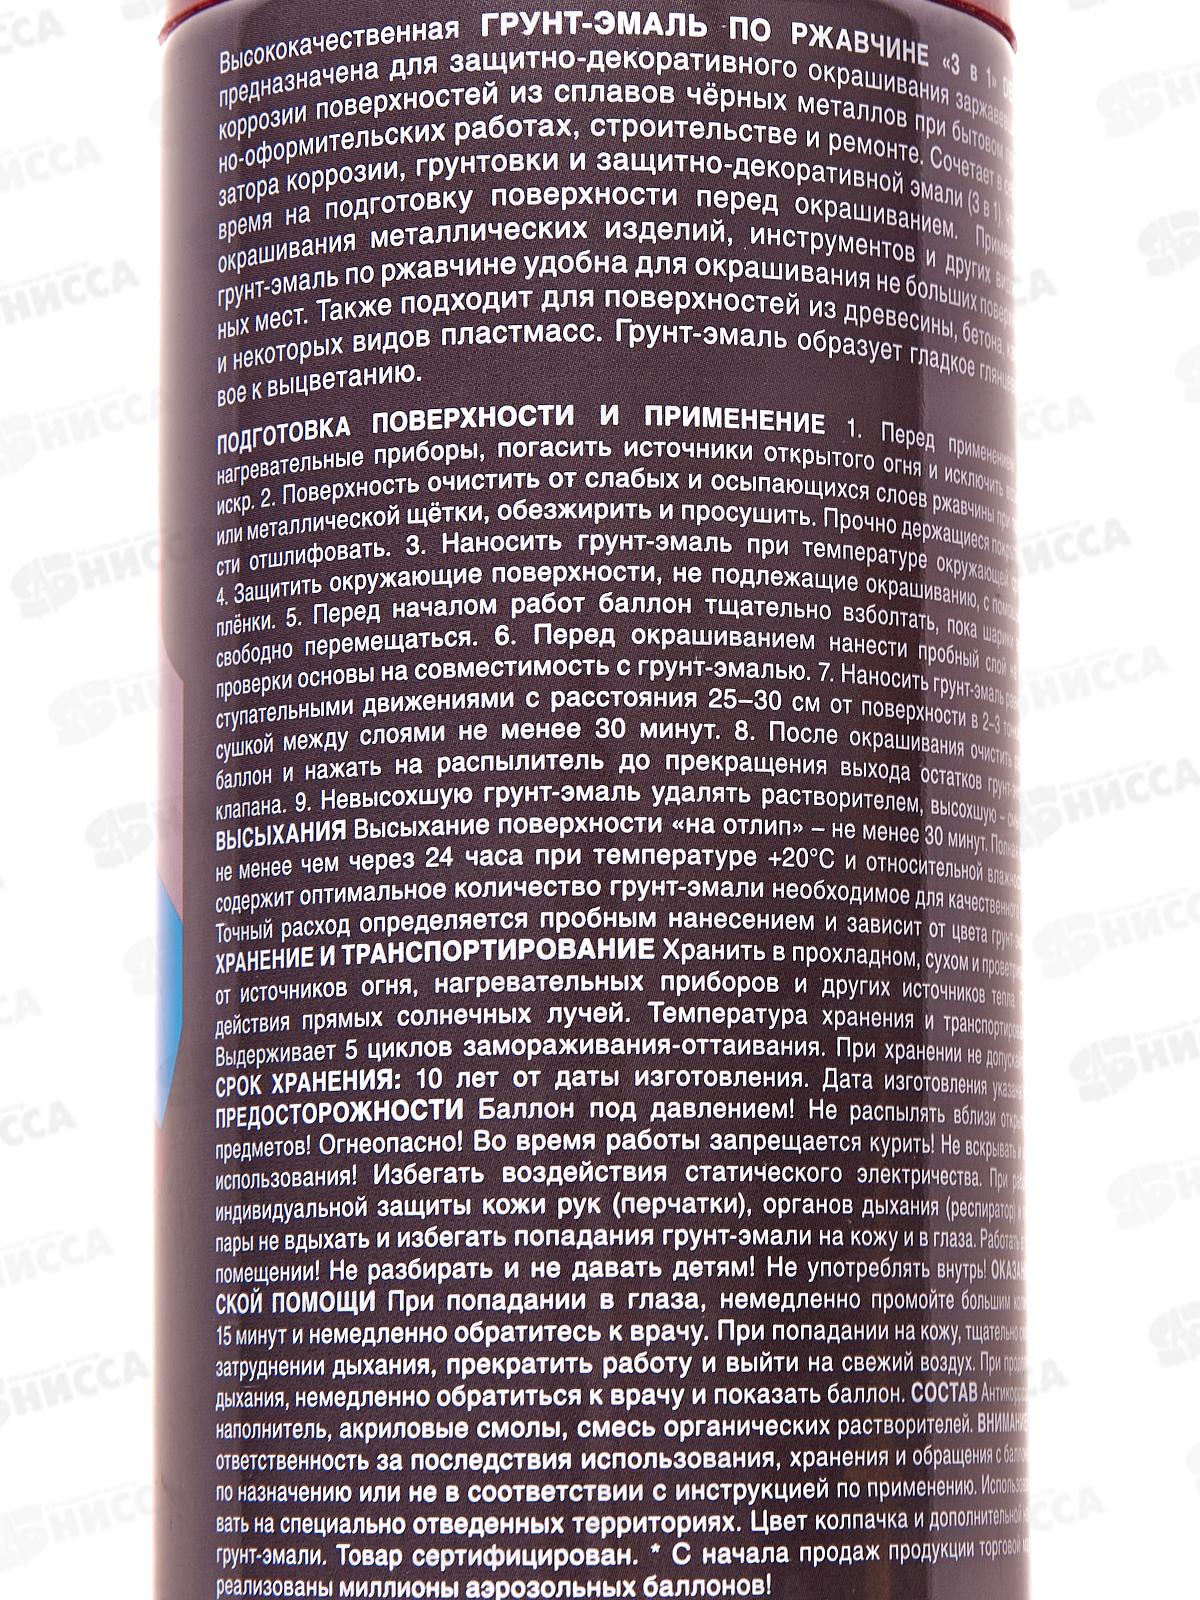 Высококачественная ГРУНТ-ЭМАЛЬ ПО РЖАВЧИНЕ «3 в 1»
предназначена для защитно-декоративного окрашивания
коррозии поверхностей из сплавов чёрных металлов при бытовом
но-оформительских работах, строительстве и ремонте. Сочетает в
затора коррозии, грунтовки и защитно-декоративной эмали (3 в 1),
время на подготовку поверхности перед окрашиванием.
окрашивания металлических изделий, инструментов и других
грунт-эмаль по ржавчине удобна для окрашивания не больших
ных мест. Также подходит для поверхностей из древесины, бетона,
и некоторых видов пластмасс. Грунт-эмаль образует гладкое
вое к выцветанию.
ПОДГОТОВКА ПОВЕРХНОСТИ И ПРИМЕНЕНИЕ 1. Перед применением
нагревательные приборы, погасить источники открытого огня и исключить
искр. 2. Поверхность очистить от слабых и осыпающихся слоев ржавчины при
или металлической щётки, обезжирить и просушить. Прочно держащиеся
сти отшлифовать. 3. Наносить грунт-эмаль при температуре окружающей
4. Защитить окружающие поверхности, не подлежащие окрашиванию, с
плёнки. 5. Перед началом работ баллон тщательно взболтать, пока шарики
свободно перемещаться. 6. Перед окрашиванием нанести пробный слой
проверки основы на совместимость с грунт-эмалью. 7. Наносить грунт-эмаль
ступательными движениями с расстояния 25–30 см от поверхности в 2–3
сушкой между слоями не менее 30 минут. 8. После окрашивания очистить
баллон и нажать на распылитель до прекращения выхода остатков
клапана. 9. Невысохшую грунт-эмаль удалять растворителем, высохшую –
ВЫСЫХАНИЯ Высыхание поверхности «на отлип» – не менее 30 минут.
не менее чем через 24 часа при температуре +20°С и относительной
содержит оптимальное количество грунт-эмали необходимое для качественного
Точный расход определяется пробным нанесением и зависит от цвета
ХРАНЕНИЕ И ТРАНСПОРТИРОВАНИЕ Хранить в прохладном, сухом и
от источников огня, нагревательных приборов и других источников тепла.
действия прямых солнечных лучей. Температура хранения и
Выдерживает 5 циклов замораживания-оттаивания. При хранении не
СРОК ХРАНЕНИЯ: 10 лет от даты изготовления. Дата изготовления
ПРЕДОСТОРОЖНОСТИ Баллон под давлением! Не распылять вблизи
предметов! Огнеопасно! Во время работы запрещается курить! Не вскрывать
использования! Избегать воздействия статического электричества. При
индивидуальной защиты кожи рук (перчатки), органов дыхания (респиратор)
пары не вдыхать и избегать попадания грунт-эмали на кожу и в глаза. Работать
помещении! Не разбирать и не давать детям! Не употреблять внутрь!
СКОЙ ПОМОЩИ При попадании в глаза, немедленно промойте большим
15 минут и немедленно обратитесь к врачу. При попадании на кожу, тщательно
затруднении дыхания, прекратить работу и выйти на свежий воздух. При
дыхания, немедленно обратиться к врачу и показать баллон. СОСТАВ
наполнитель, акриловые смолы, смесь органических растворителей.
ответственность за последствия использования, хранения и обращения с
по назначению или не в соответствии с инструкцией по применению.
вать на специально отведенных территориях. Цвет колпачка и дополнительной
грунт-эмали. Товар сертифицирован. * С начала продаж продукции торговой
реализованы миллионы аэрозольных баллонов!